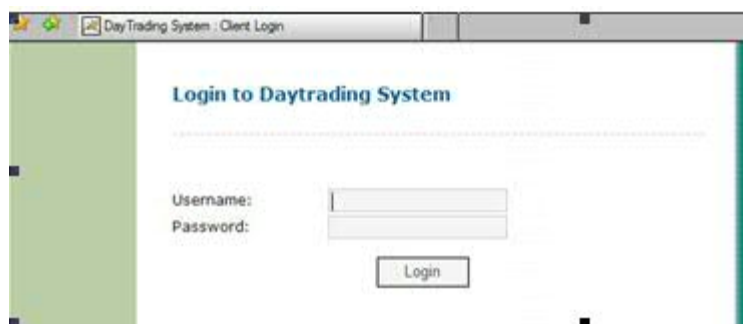 DayTrading System : Client Login
Login to Daytrading System
Username:
Password:
Login